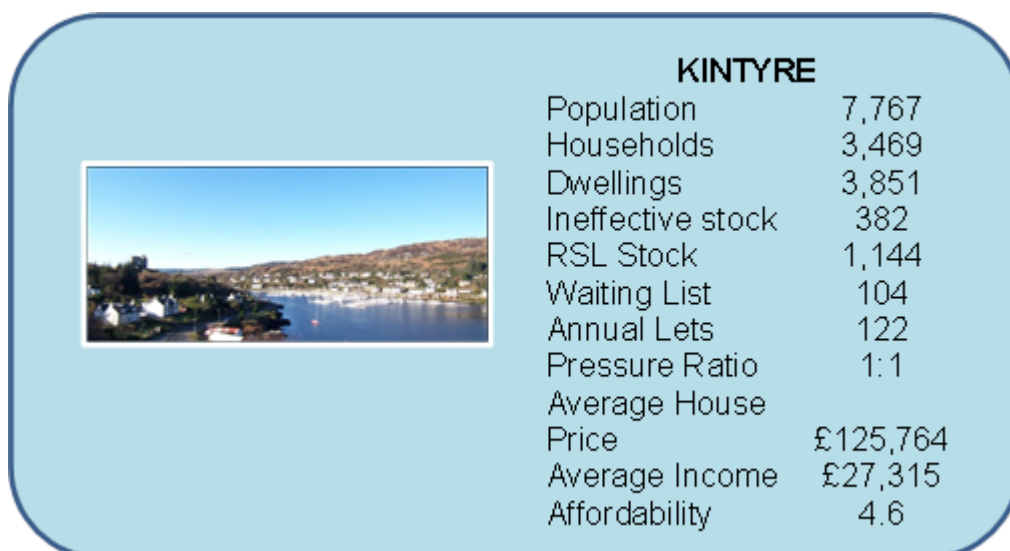 KINTYRE
Population 7,767
Households 3,469
Dwellings 3,851
Ineffective stock 382
RSL Stock 1,144
Waiting List 104
Annual Lets 122
Pressure Ratio 1:1
Average House
Price £125,764
Average Income £27,315
Affordability 4.6